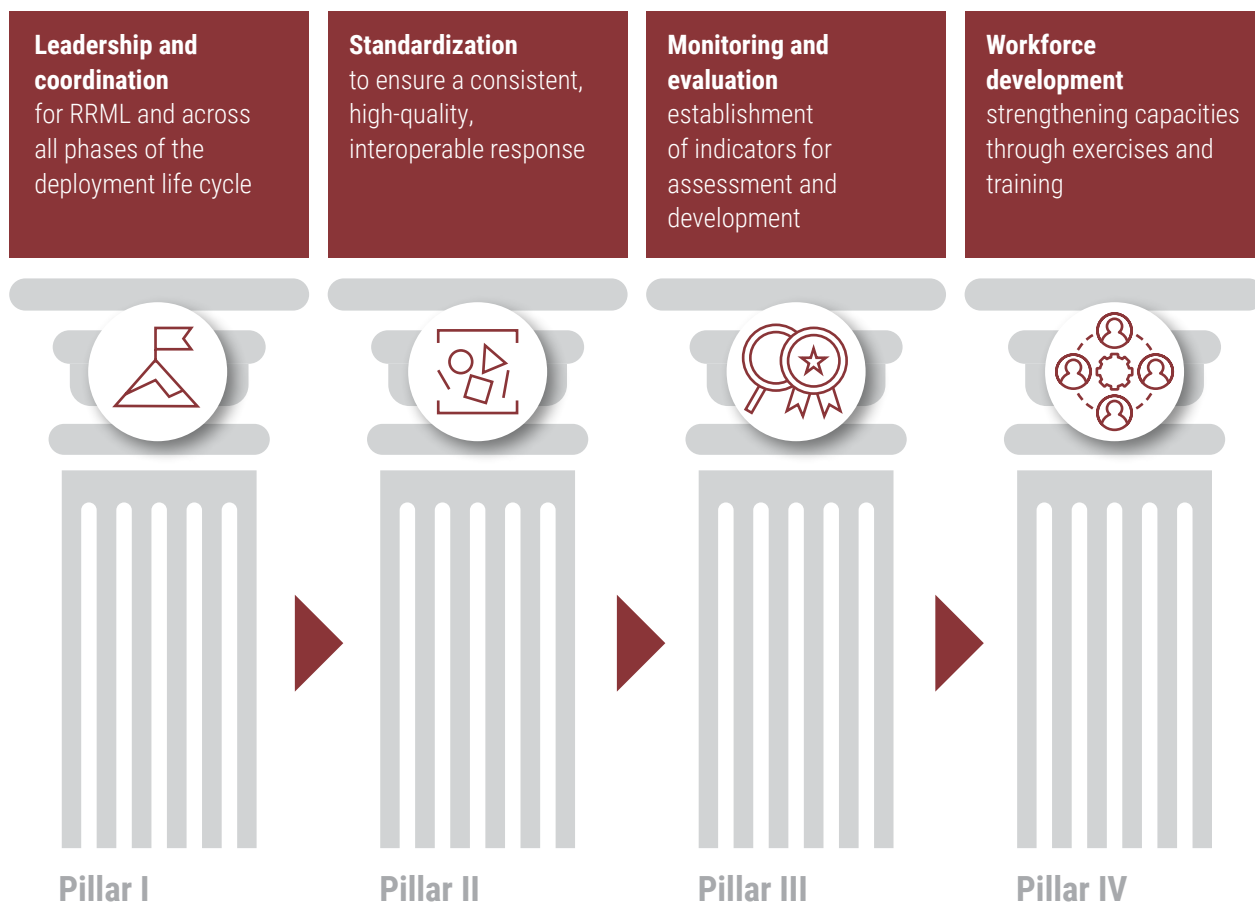 Leadership and
coordination
for RRML and across
all phases of the
deployment life cycle
Standardization
to ensure a consistent,
high-quality,
interoperable response
Monitoring and
evaluation
establishment
of indicators for
assessment and
development
Workforce
development
strengthening capacities
through exercises and
training
Pillar I
Pillar II
Pillar III
Pillar IV